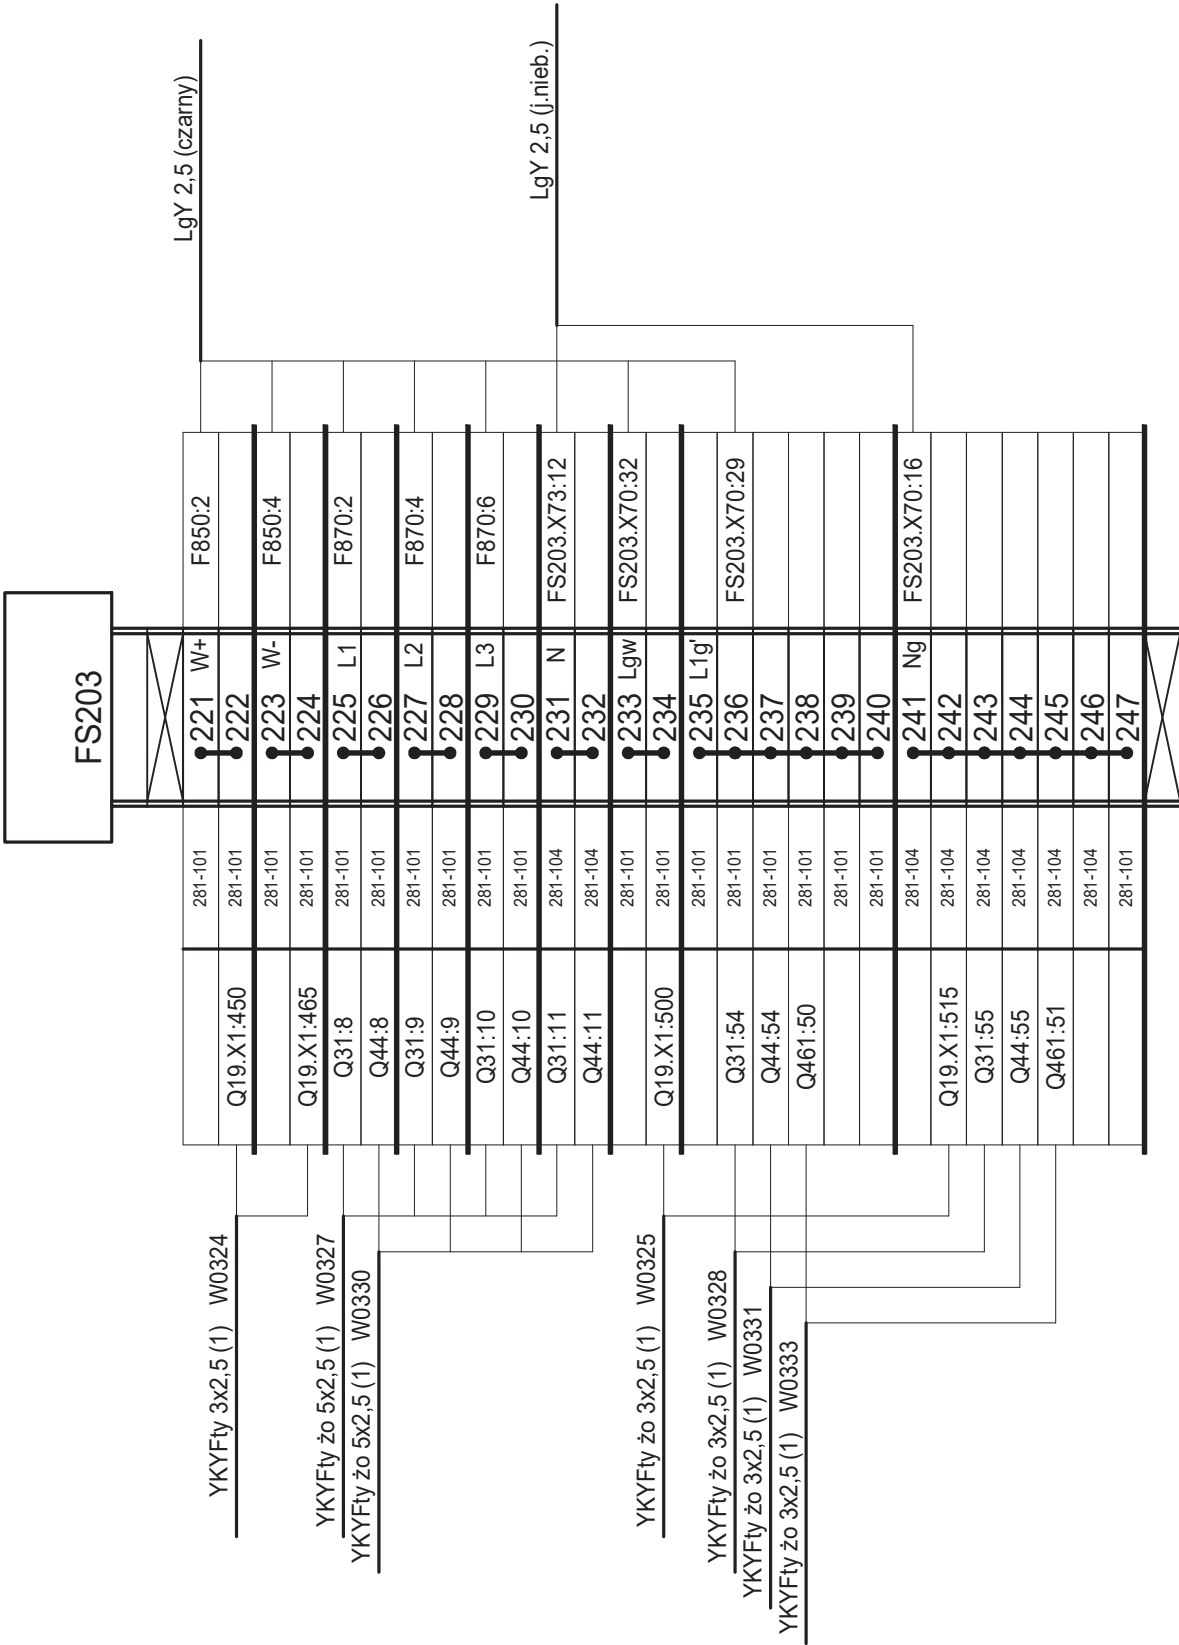 LgY 2,5 (czarny)
LgY 2,5 (j.nieb.)
FS203
F850:2 W+ 221 281-101
222 281-101 Q19.X1:450
F850:4 W- 223 281-101
224 281-101 Q19.X1:465
F870:2 L1 225 281-101 Q31:8
226 281-101 Q44:8
F870:4 L2 227 281-101 Q31:9
228 281-101 Q44:9
F870:6 L3 229 281-101 Q31:10
230 281-101 Q44:10
FS203.X73:12 N 231 281-104 Q31:11
232 281-104 Q44:11
FS203.X70:32 Lgw 233 281-101
234 281-101 Q19.X1:500
L1g' 235 281-101
FS203.X70:29 236 281-101 Q31:54
237 281-101 Q44:54
238 281-101 Q461:50
239 281-101
240 281-101
FS203.X70:16 Ng 241 281-104
242 281-104 Q19.X1:515
243 281-104 Q31:55
244 281-104 Q44:55
245 281-104 Q461:51
246 281-104
247 281-101
YKYFty 3x2,5 (1) W0324
YKYFty żo 5x2,5 (1) W0327
YKYFty żo 5x2,5 (1) W0330
YKYFty żo 3x2,5 (1) W0325
YKYFty żo 3x2,5 (1) W0328
YKYFty żo 3x2,5 (1) W0331
YKYFty żo 3x2,5 (1) W0333